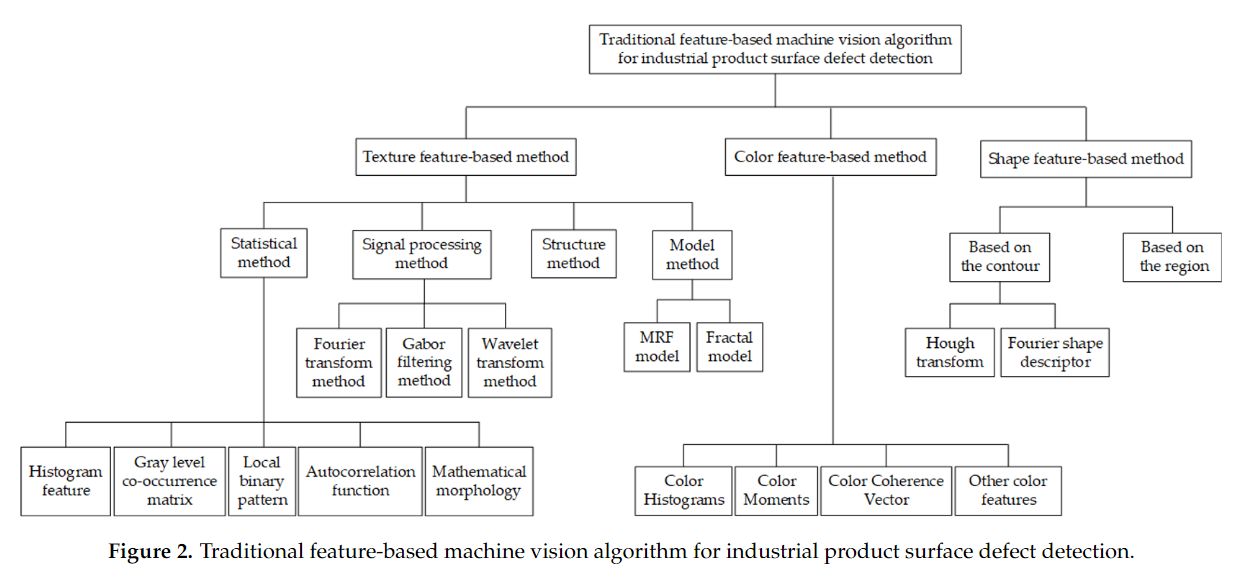 Traditional feature-based machine vision algorithm
for industrial product surface defect detection
Texture feature-based method
Color feature-based method
Shape feature-based method
Statistical
method
Signal processing
method
Structure
method
Model
method
Based on
the contour
Based on
the region
Fourier
transform
method
Gabor
filtering
method
Wavelet
transform
method
MRF
model
Fractal
model
Hough
transform
Fourier shape
descriptor
Histogram
feature
Gray level
co-occurrence
matrix
Local
binary
pattern
Autocorrelation
function
Mathematical
morphology
Color
Histograms
Color
Moments
Color Coherence
Vector
Other color
features
Figure 2. Traditional feature-based machine vision algorithm for industrial product surface defect detection.